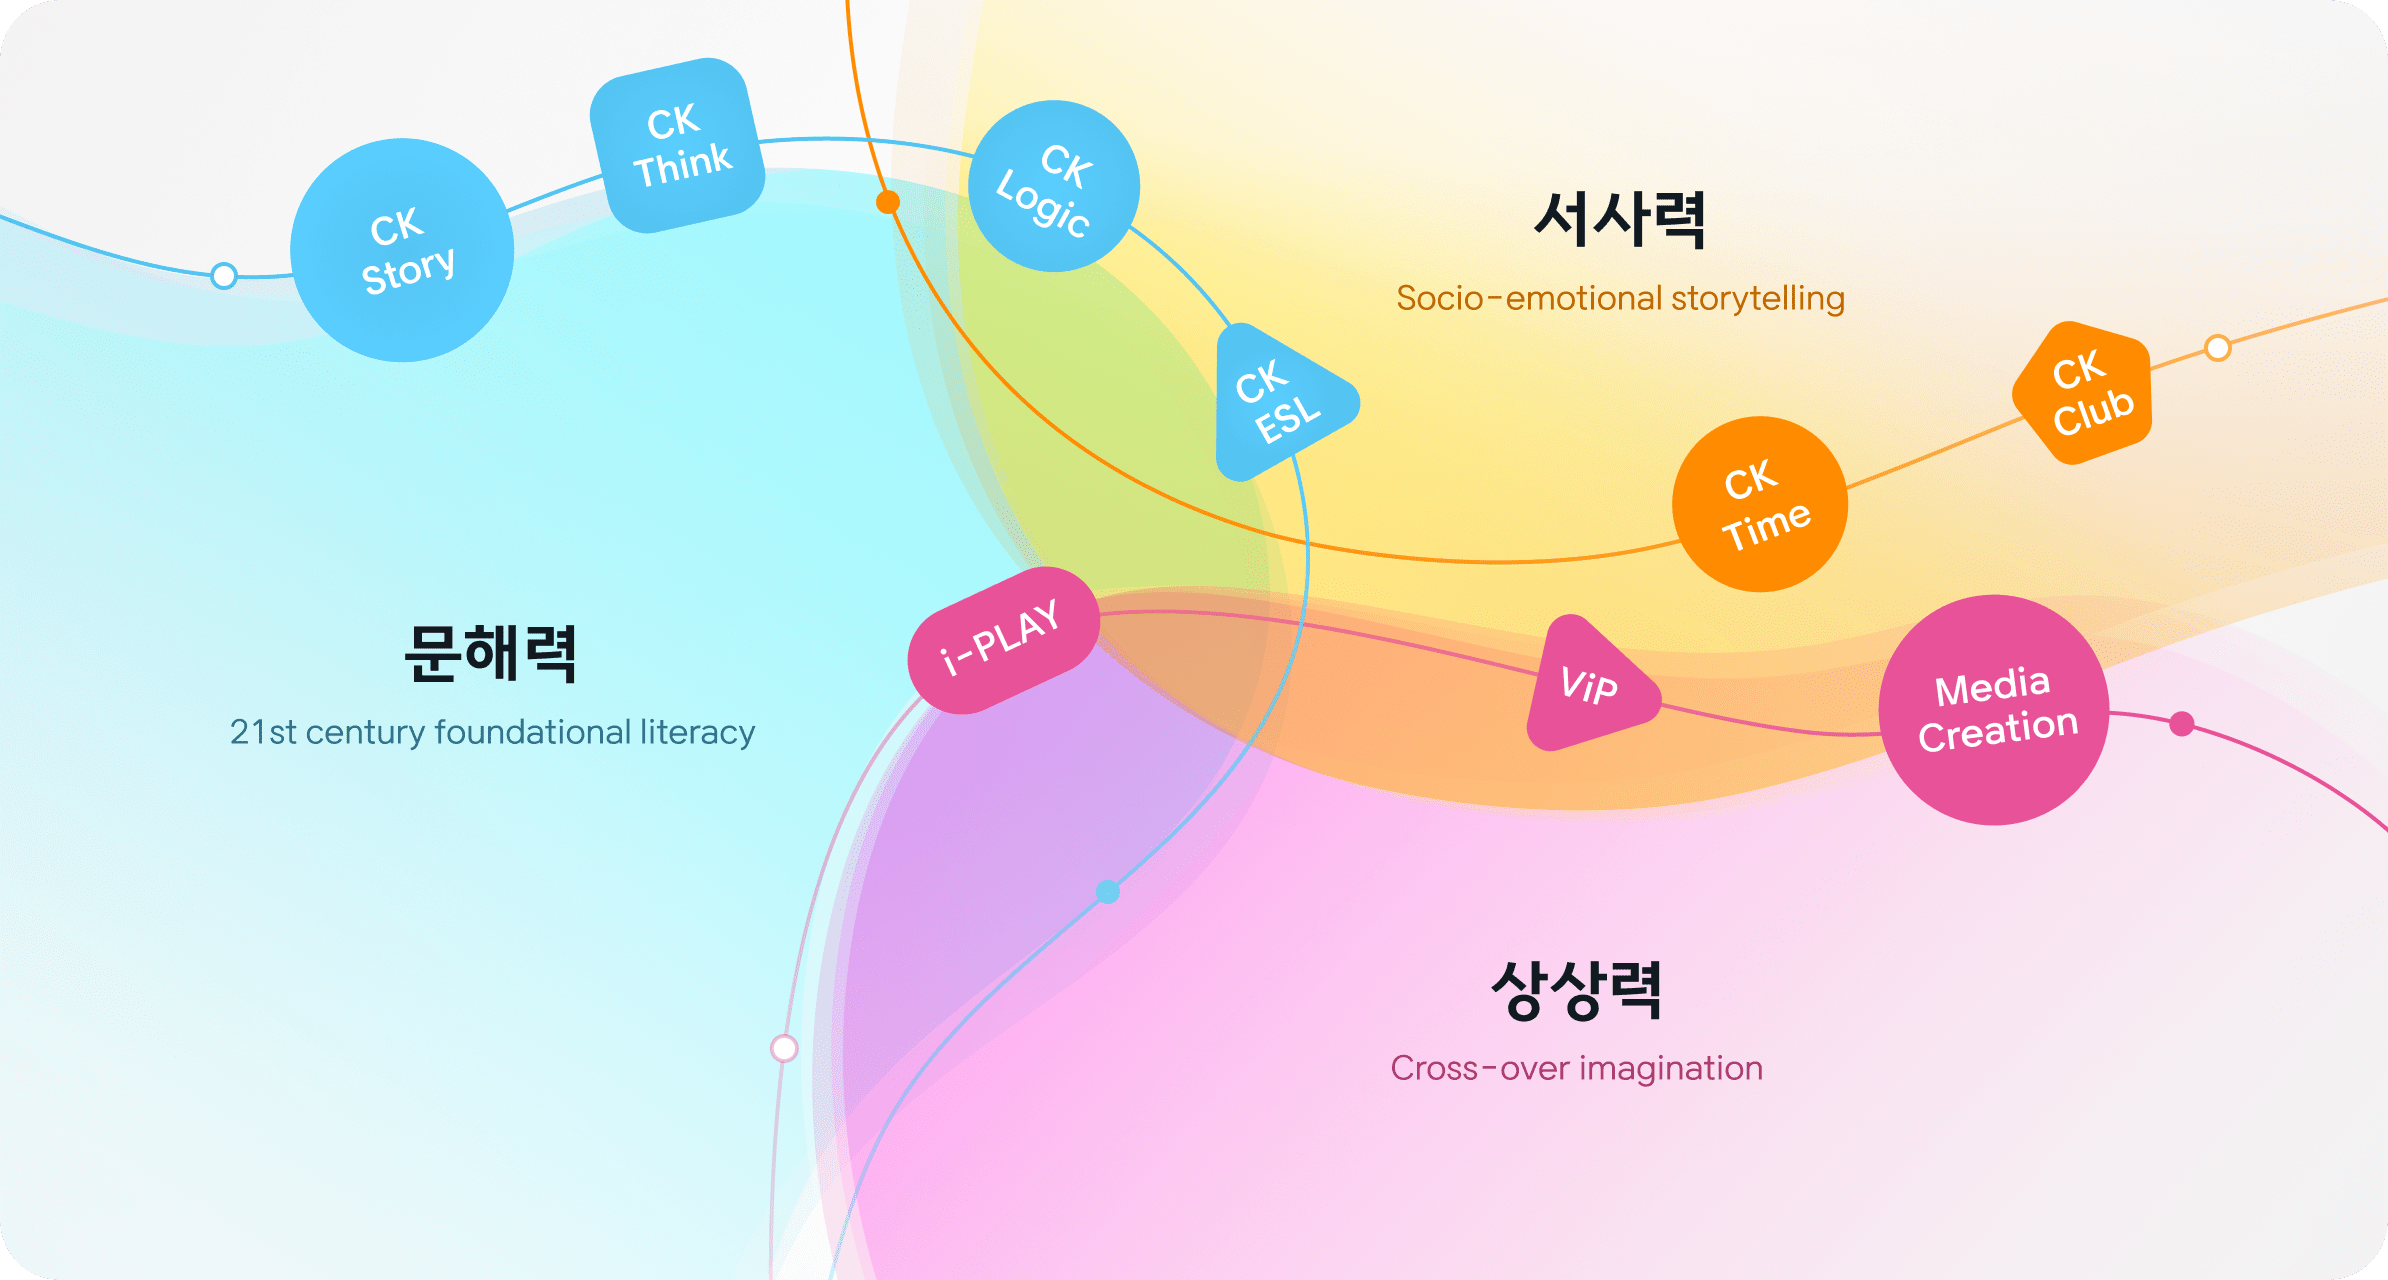 CK
Story
CK
Think
CK
Logic
CK
ESL
서사력
Socio-emotional storytelling
CK
Time
CK
Club
문해력
21st century foundational literacy
i-PLAY
ViP
Media
Creation
상상력
Cross-over imagination